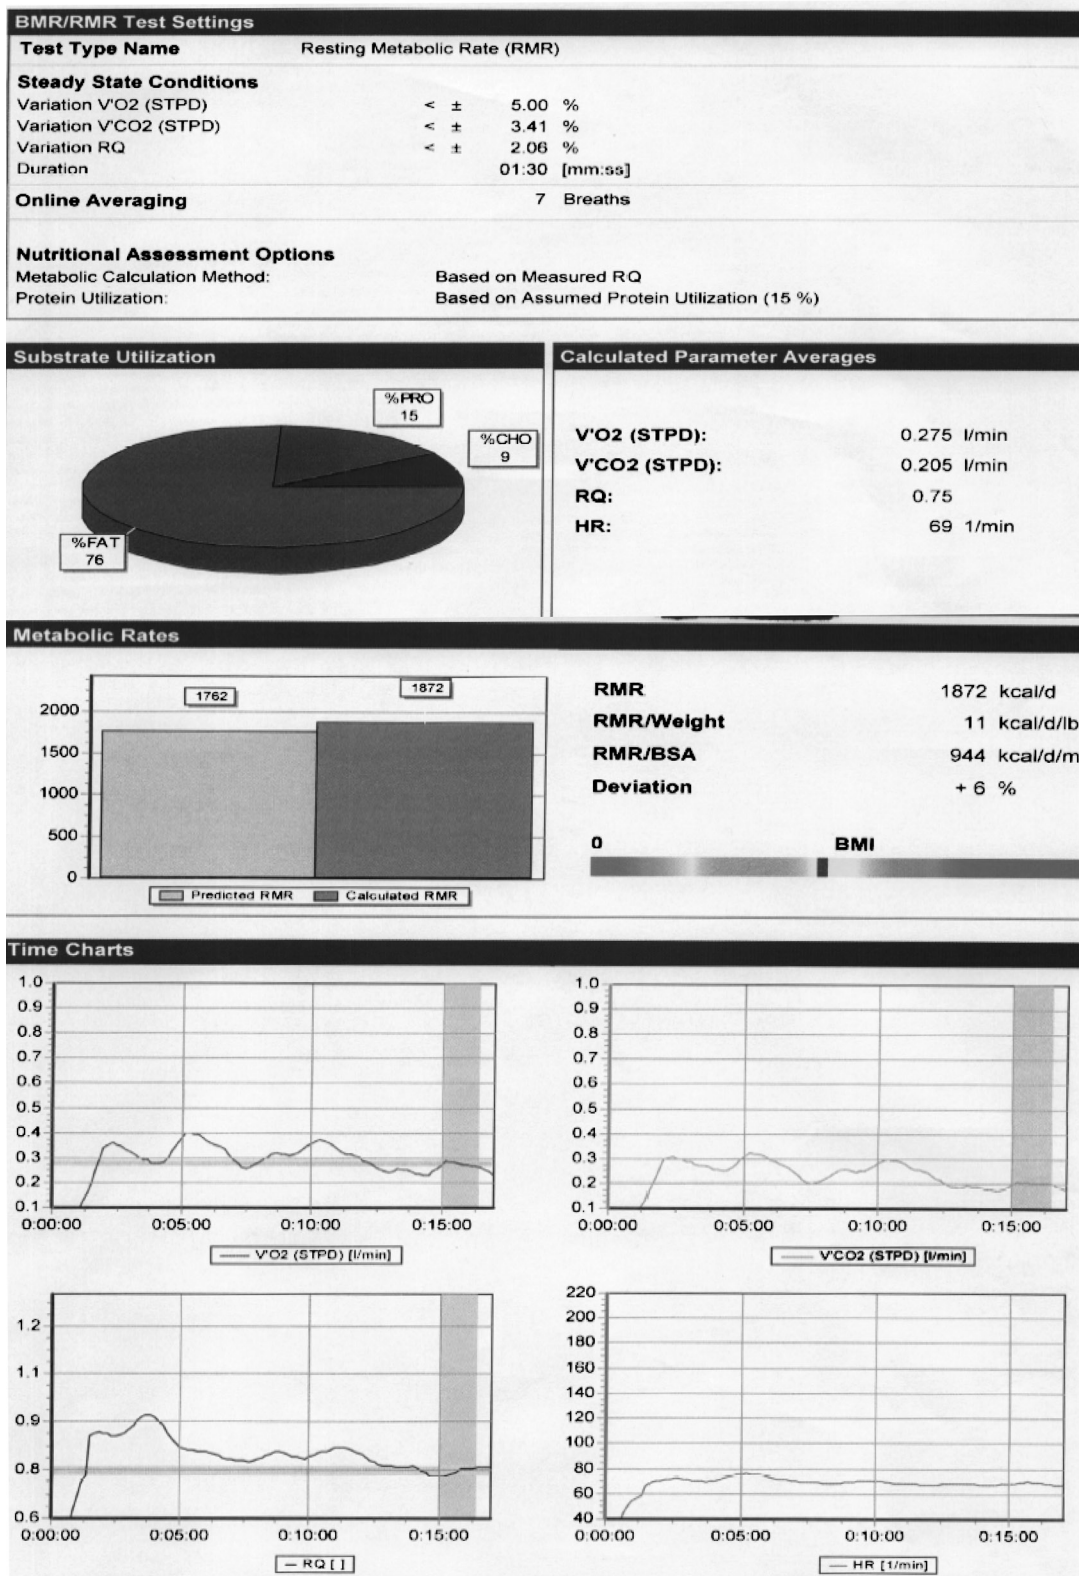 BMR/RMR Test Settings
Test Type Name Resting Metabolic Rate (RMR)
Steady State Conditions
Variation V'O2 (STPD) < ± 5.00 %
Variation V'CO2 (STPD) < ± 3.41 %
Variation RQ < ± 2.06 %
Duration 01:30 [mm:ss]
Online Averaging 7 Breaths
Nutritional Assessment Options
Metabolic Calculation Method: Based on Measured RQ
Protein Utilization: Based on Assumed Protein Utilization (15 %)
Substrate Utilization
%PRO
15
%CHO
9
%FAT
76
Calculated Parameter Averages
V'O2 (STPD): 0.275 l/min
V'CO2 (STPD): 0.205 l/min
RQ: 0.75
HR: 69 1/min
Metabolic Rates
1762
1872
2000
1500
1000
500
0
Predicted RMR Calculated RMR
RMR 1872 kcal/d
RMR/Weight 11 kcal/d/lb
RMR/BSA 944 kcal/d/m
Deviation + 6 %
0 BMI
Time Charts
1.0
0.9
0.8
0.7
0.6
0.5
0.4
0.3
0.2
0.1
0:00:00 0:05:00 0:10:00 0:15:00
V'O2 (STPD) [l/min]
1.0
0.9
0.8
0.7
0.6
0.5
0.4
0.3
0.2
0.1
0:00:00 0:05:00 0:10:00 0:15:00
V'CO2 (STPD) [l/min]
1.2
1.1
0.9
0.8
0.6
0:00:00 0:05:00 0:10:00 0:15:00
RQ [ ]
220
200
180
160
140
120
100
80
60
40
0:00:00 0:05:00 0:10:00 0:15:00
HR [1/min]